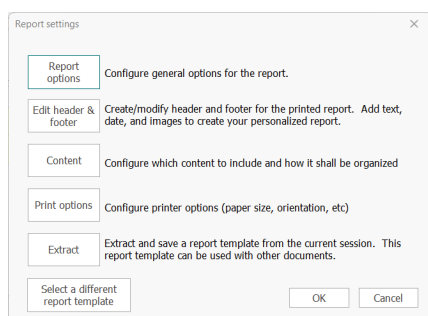 Report settings
Report
options
Configure general options for the report.
Edit header &
footer
Create/modify header and footer for the printed report. Add text,
date, and images to create your personalized report.
Content
Configure which content to include and how it shall be organized
Print options
Configure printer options (paper size, orientation, etc)
Extract
Extract and save a report template from the current session. This
report template can be used with other documents.
Select a different
report template
OK
Cancel